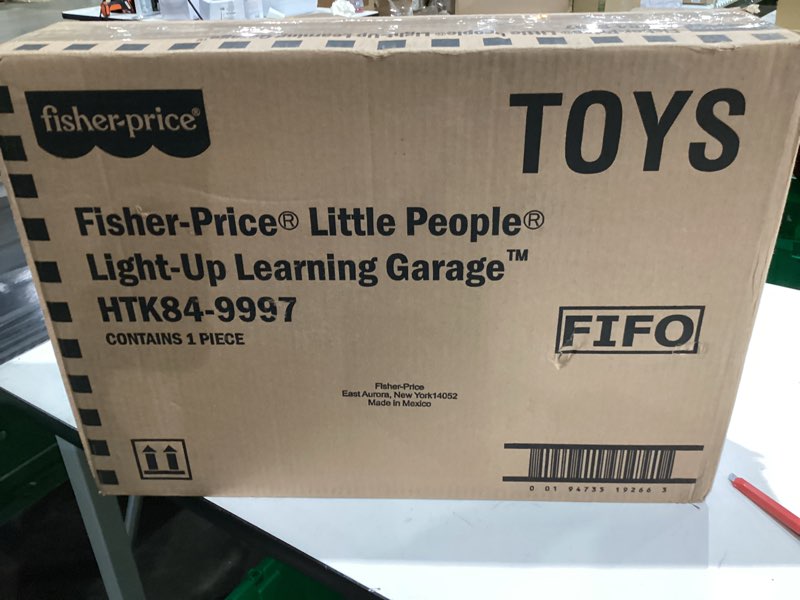 fisher-price®
TOYS
Fisher-Price® Little People®
Light-Up Learning Garage™
HTK84-9997
CONTAINS 1 PIECE
FIFO
Fisher-Price
East Aurora, New York14052
Made in Mexico
0 01 94735 19266 3